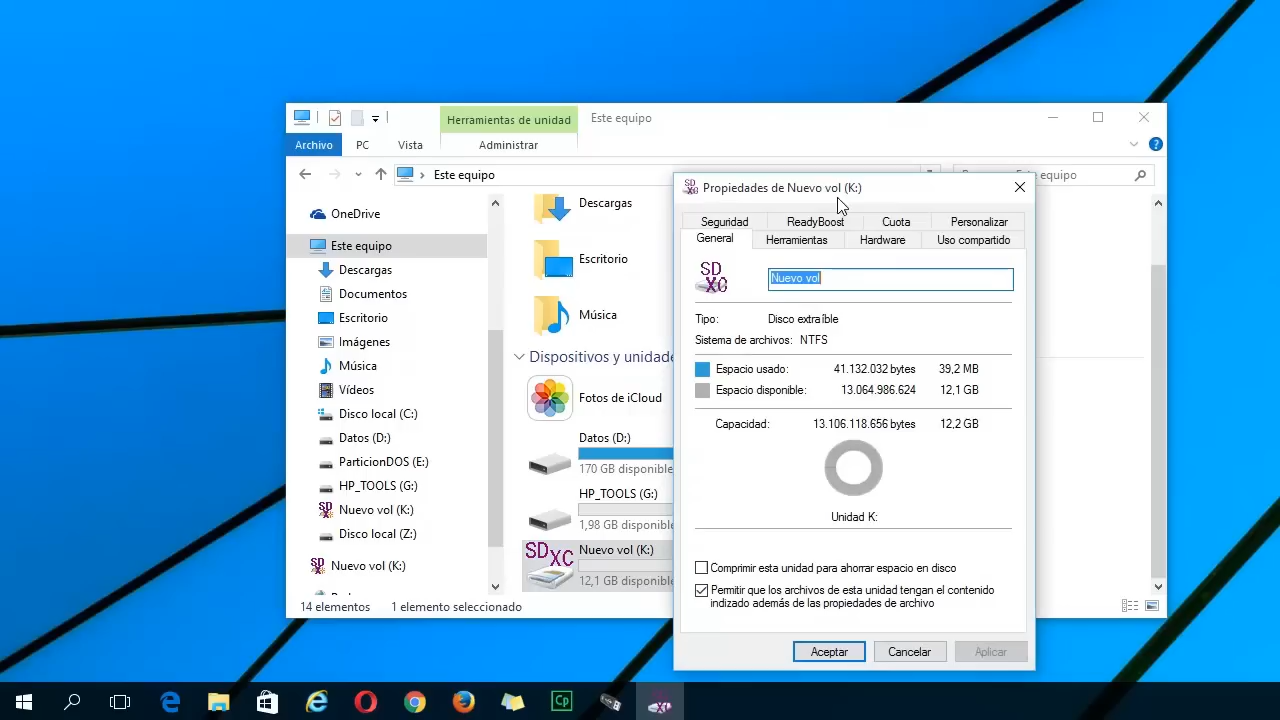 Herramientas de unidad
Este equipo
Archivo
PC
Vista
Administrar
Este equipo
equipo
OneDrive
Este equipo
Descargas
Documentos
Escritorio
Imágenes
Música
Vídeos
Disco local (C:)
Datos (D:)
ParticionDOS (E:)
HP_TOOLS (G:)
Nuevo vol (K:)
Disco local (Z:)
Nuevo vol (K:)
Descargas
Escritorio
Música
Dispositivos y unidade
Fotos de iCloud
Datos (D:)
170 GB disponible
HP_TOOLS (G:)
1,98 GB disponible
SDXC
Nuevo vol (K:)
12,1 GB disponible
14 elementos
1 elemento seleccionado
Propiedades de Nuevo vol (K:)
Seguridad
ReadyBoost
Cuota
Personalizar
General
Herramientas
Hardware
Uso compartido
SD
XC
Nuevo vol
Tipo: Disco extraíble
Sistema de archivos: NTFS
Espacio usado: 41.132.032 bytes 39,2 MB
Espacio disponible: 13.064.986.624 12,1 GB
Capacidad: 13.106.118.656 bytes 12,2 GB
Unidad K:
Comprimir esta unidad para ahorrar espacio en disco
Permitir que los archivos de esta unidad tengan el contenido
indizado además de las propiedades de archivo
Aceptar
Cancelar
Aplicar
Cp